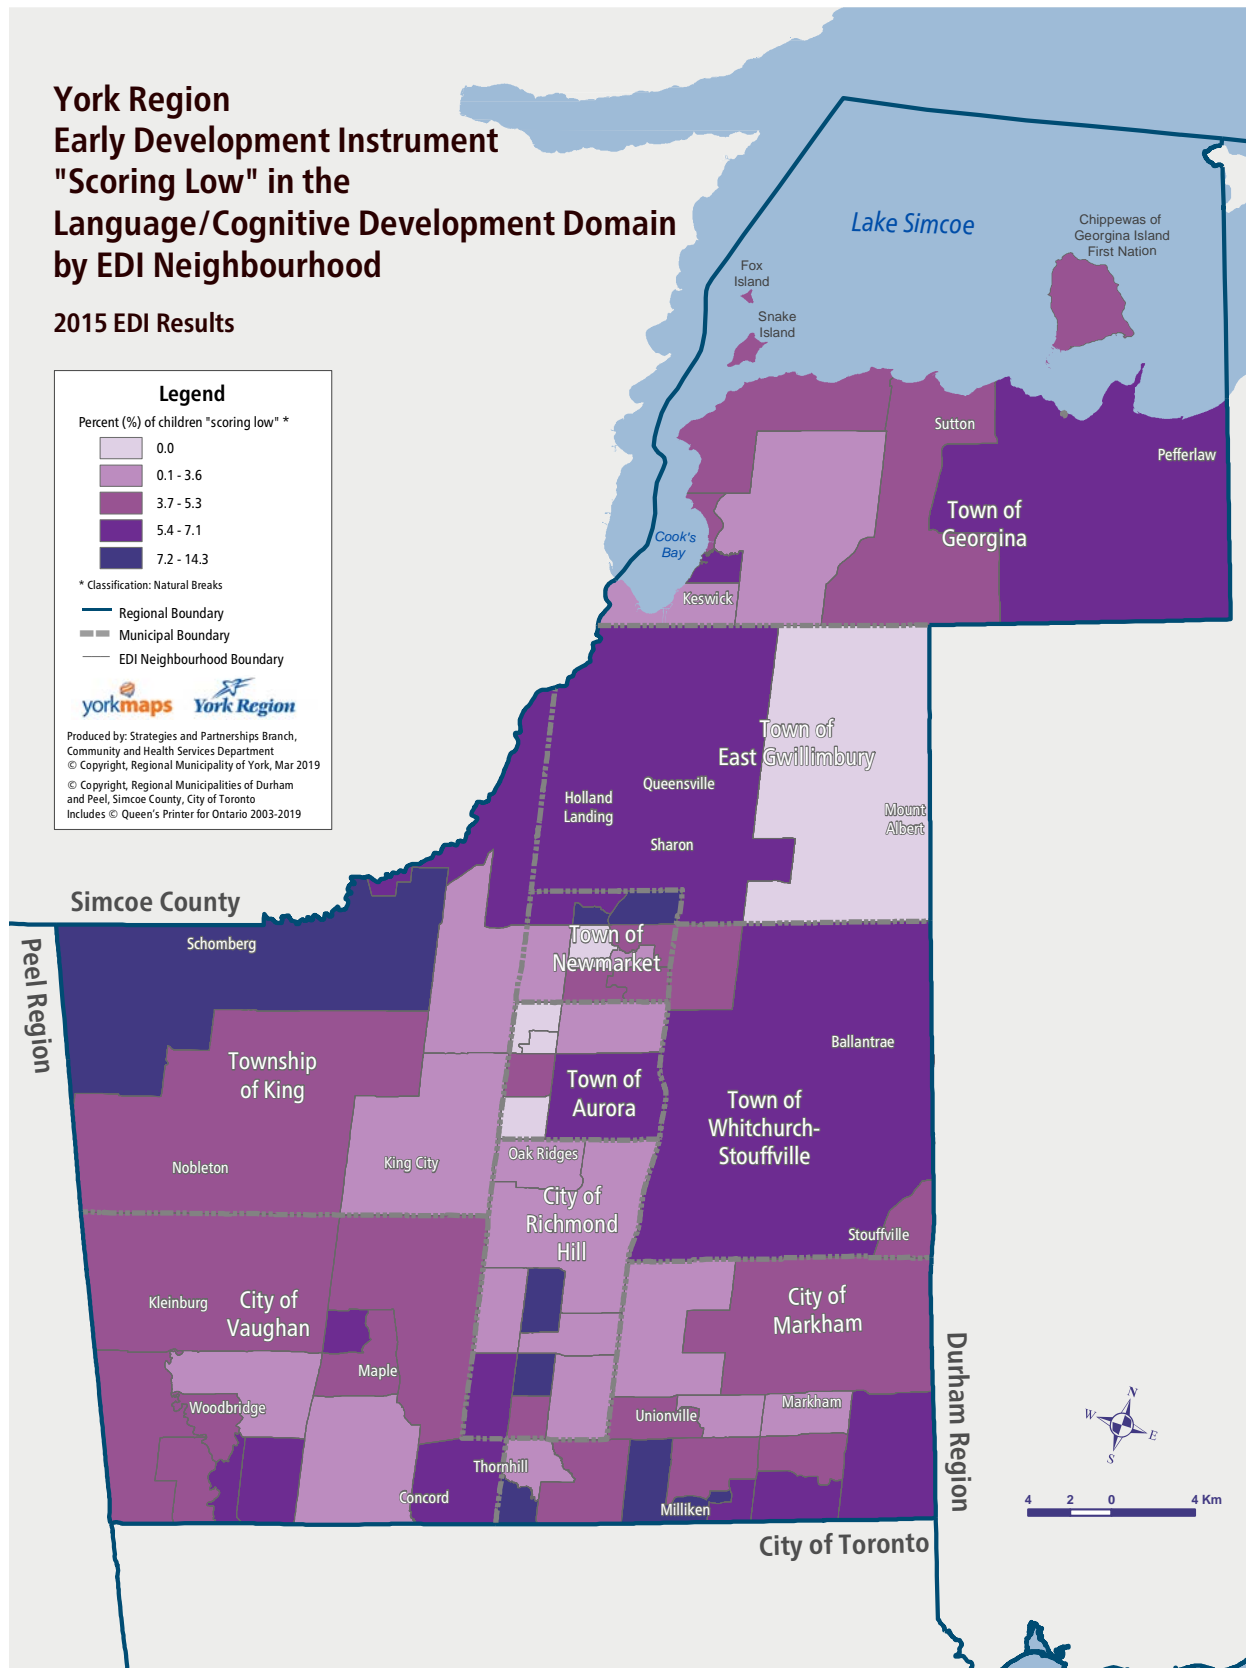 York Region
Early Development Instrument
"Scoring Low" in the
Language/Cognitive Development Domain
by EDI Neighbourhood
2015 EDI Results
Legend
Percent (%) of children "scoring low" *
0.0
0.1 - 3.6
3.7 - 5.3
5.4 - 7.1
7.2 - 14.3
* Classification: Natural Breaks
Regional Boundary
Municipal Boundary
EDI Neighbourhood Boundary
yorkmaps
York Region
Produced by: Strategies and Partnerships Branch,
Community and Health Services Department
© Copyright, Regional Municipality of York, Mar 2019
© Copyright, Regional Municipalities of Durham
and Peel, Simcoe County, City of Toronto
Includes © Queen's Printer for Ontario 2003-2019
Lake Simcoe
Chippewas of
Georgina Island
First Nation
Fox
Island
Snake
Island
Sutton
Pefferlaw
Town of
Georgina
Cook's
Bay
Keswick
Town of
East Gwillimbury
Queensville
Holland
Landing
Mount
Albert
Sharon
Simcoe County
Peel Region
Schomberg
Town of
Newmarket
Ballantrae
Township
of King
Town of
Aurora
Town of
Whitchurch-
Stouffville
Nobleton
King City
Oak Ridges
City of
Richmond
Hill
Stouffville
Kleinburg
City of
Vaughan
City of
Markham
Maple
Woodbridge
Unionville
Markham
Durham Region
Thornhill
Concord
Milliken
City of Toronto
N
W
E
S
4 2 0 4 Km